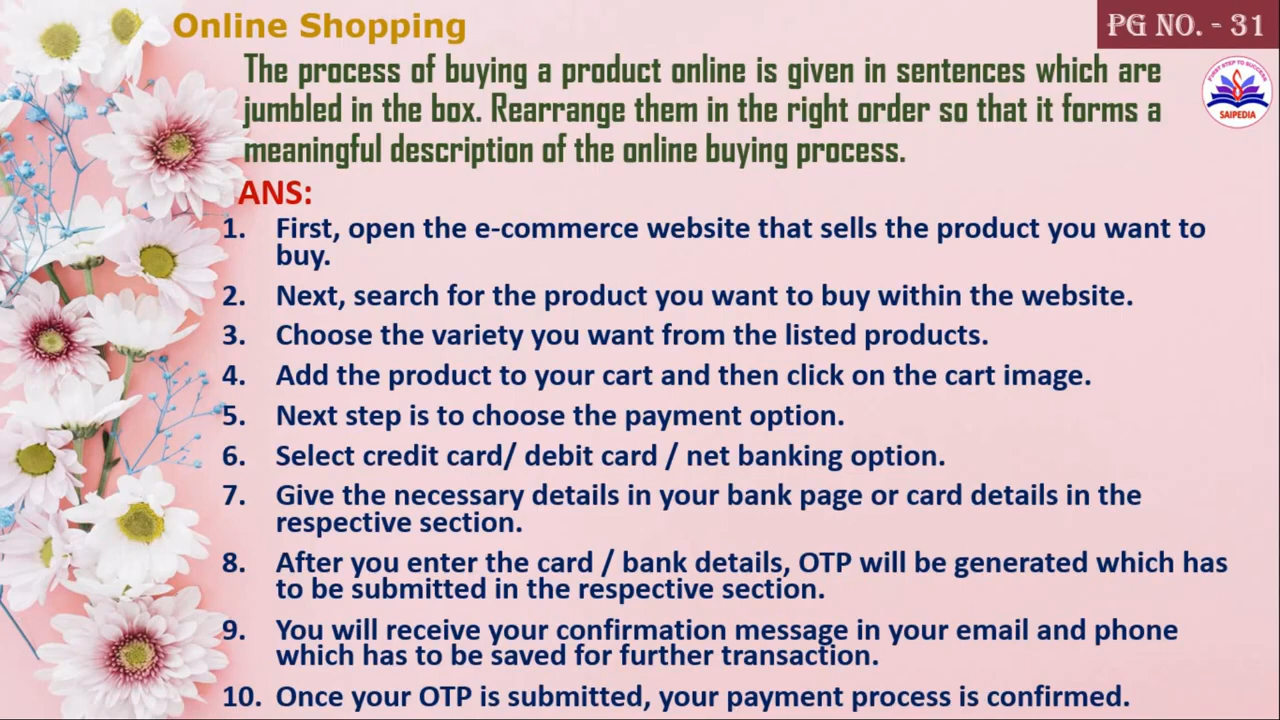 Online Shopping
PG NO. - 31
The process of buying a product online is given in sentences which are
jumbled in the box. Rearrange them in the right order so that it forms a
meaningful description of the online buying process.
FIRST STEP TO SUCCESS
SAIPEDIA
ANS:
1. First, open the e-commerce website that sells the product you want to
buy.
2. Next, search for the product you want to buy within the website.
3. Choose the variety you want from the listed products.
4. Add the product to your cart and then click on the cart image.
5. Next step is to choose the payment option.
6. Select credit card/ debit card / net banking option.
7. Give the necessary details in your bank page or card details in the
respective section.
8. After you enter the card / bank details, OTP will be generated which has
to be submitted in the respective section.
9. You will receive your confirmation message in your email and phone
which has to be saved for further transaction.
10. Once your OTP is submitted, your payment process is confirmed.